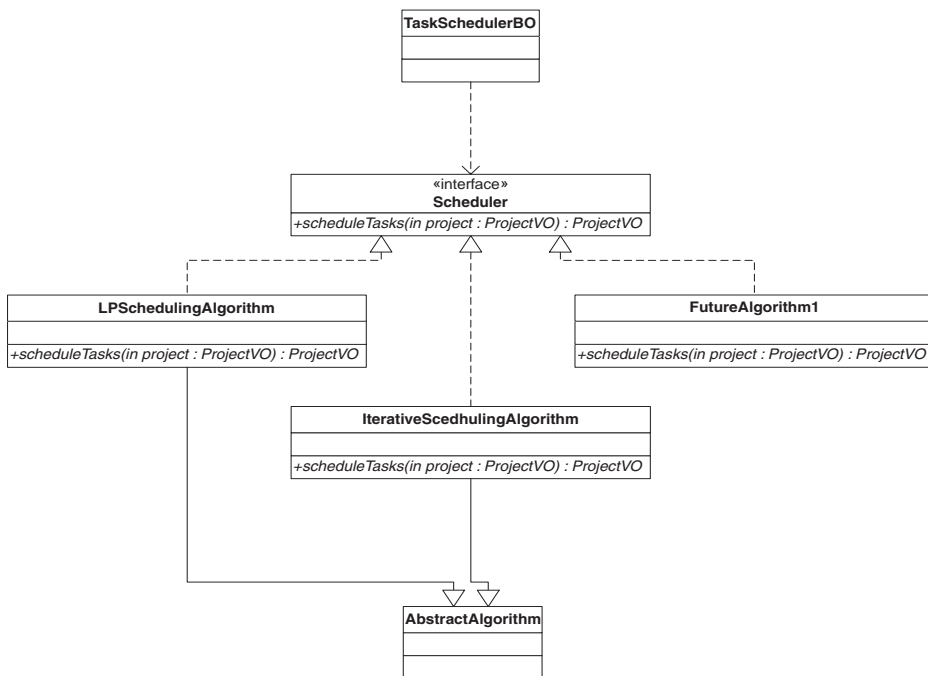 TaskSchedulerBO
«interface»
Scheduler
+scheduleTasks(in project : ProjectVO) : ProjectVO
LPSchedulingAlgorithm
+scheduleTasks(in project : ProjectVO) : ProjectVO
FutureAlgorithm1
+scheduleTasks(in project : ProjectVO) : ProjectVO
IterativeScedhulingAlgorithm
+scheduleTasks(in project : ProjectVO) : ProjectVO
AbstractAlgorithm